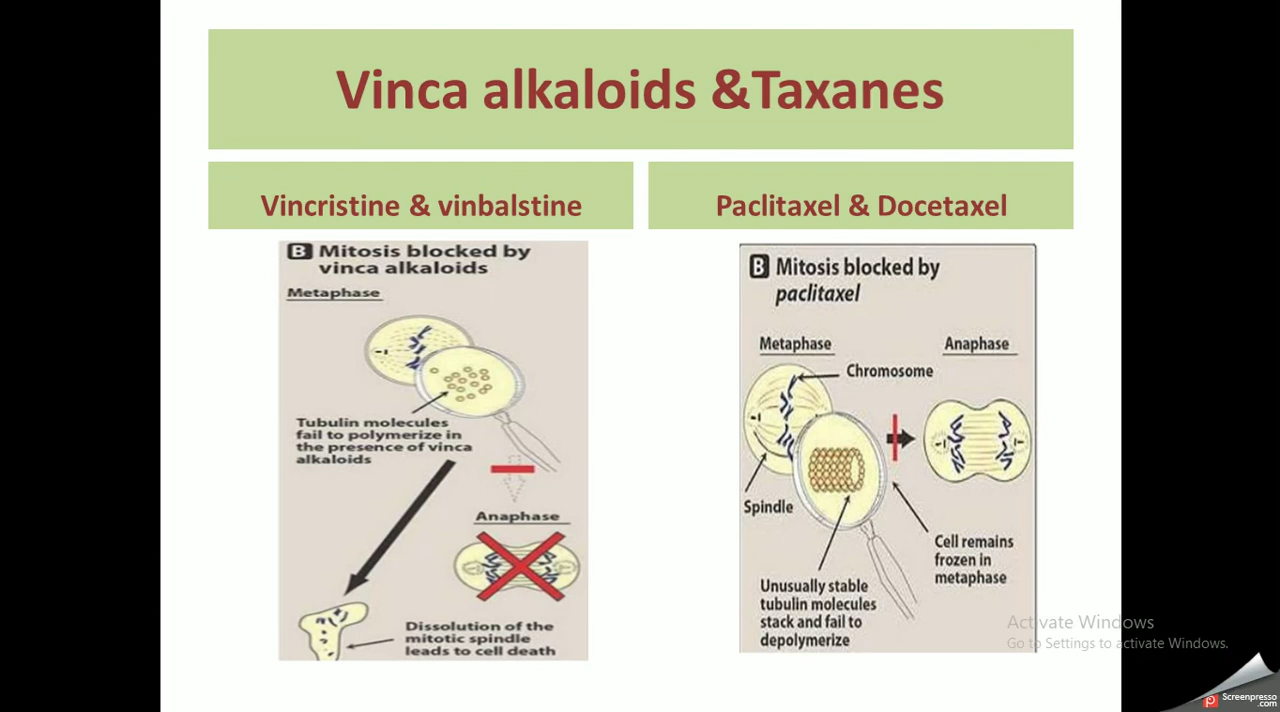 Vinca alkaloids &Taxanes
Vincristine & vinbalstine
B Mitosis blocked by
vinca alkaloids
Metaphase
Tubulin molecules
fail to polymerize in
the presence of vinca
alkaloids
Anaphase
Dissolution of the
mitotic spindle
leads to cell death
Paclitaxel & Docetaxel
B Mitosis blocked by
paclitaxel
Metaphase
Anaphase
Chromosome
Spindle
Cell remains
frozen in
metaphase
Unusually stable
tubulin molecules
stack and fail to
depolymerize
Activate Windows
Go to Settings to activate Windows.
Screenpresso
.com